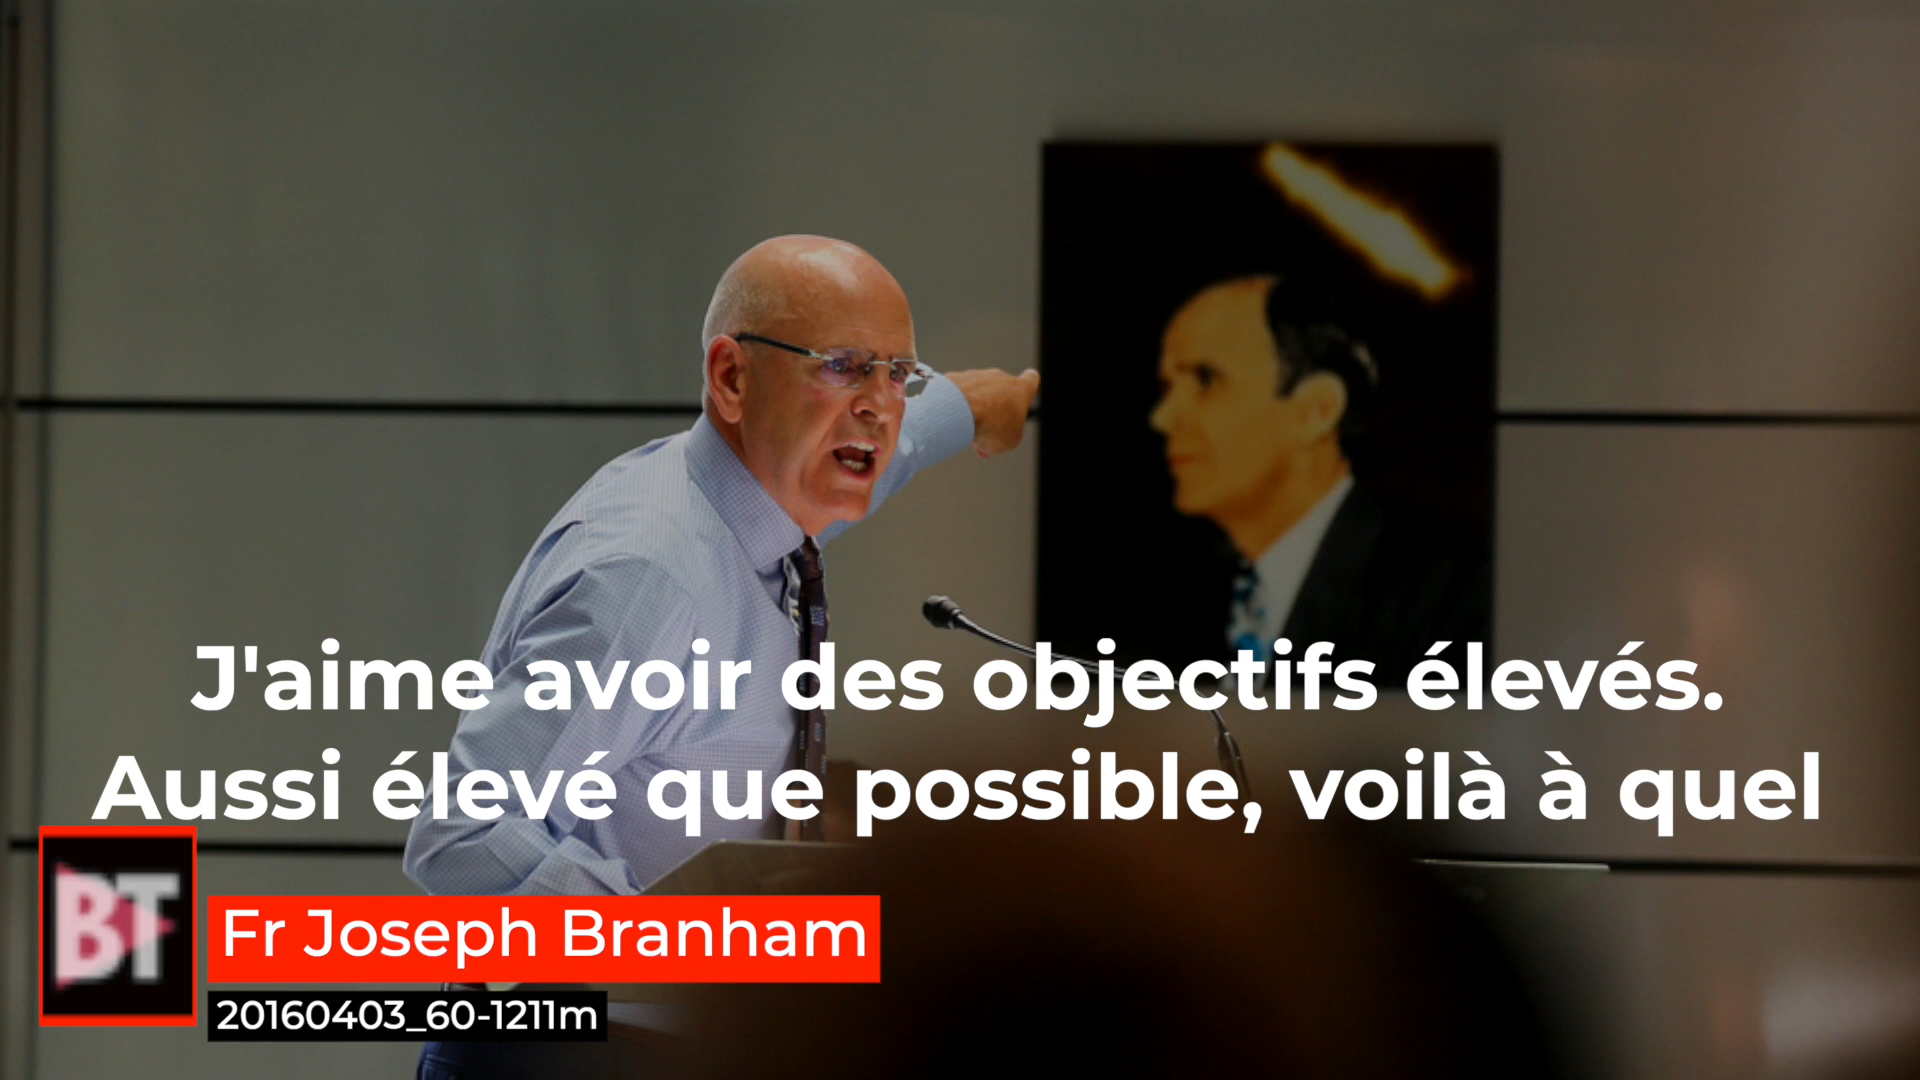 J'aime avoir des objectifs élevés.
Aussi élevé que possible, voilà à quel
BT
Fr Joseph Branham
20160403_60-1211m